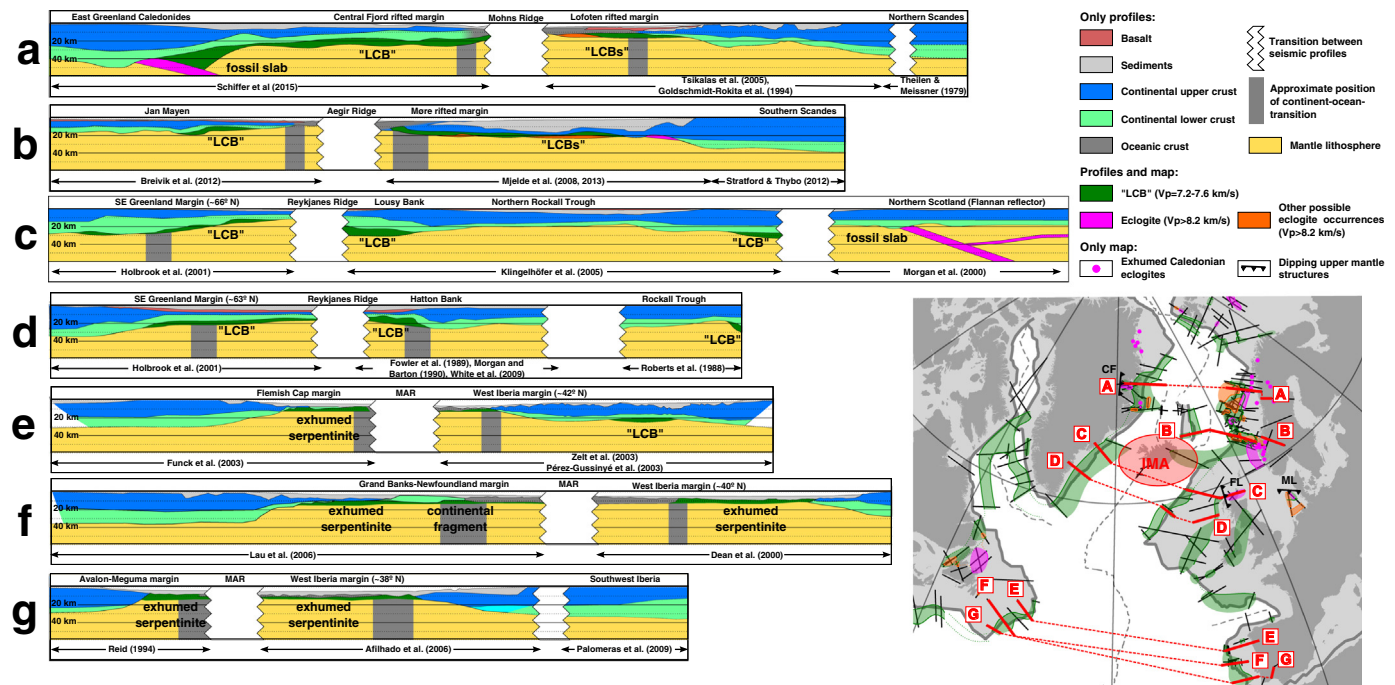 a
East Greenland Caledonides Central Fjord rifted margin Mohns Ridge Lofoten rifted margin Northern Scandes
20 km
40 km
"LCB"
fossil slab
"LCBs"
Schiffer et al (2015)
Tsikalas et al. (2005),
Goldschmidt-Rokita et al. (1994)
Theilen &
Meissner (1979)
b
Jan Mayen Aegir Ridge Møre rifted margin Southern Scandes
20 km
40 km
"LCB"
"LCBs"
Breivik et al. (2012)
Mjelde et al. (2008, 2013)
Stratford & Thybo (2012)
c
SE Greenland Margin (~66º N) Reykjanes Ridge Lousy Bank Northern Rockall Trough Northern Scotland (Flannan reflector)
20 km
40 km
"LCB"
"LCB"
"LCB"
fossil slab
Holbrook et al. (2001)
Klingelhöfer et al. (2005)
Morgan et al. (2000)
d
SE Greenland Margin (~63º N) Reykjanes Ridge Hatton Bank Rockall Trough
20 km
40 km
"LCB"
"LCB"
"LCB"
Holbrook et al. (2001)
Fowler et al. (1989), Morgan and
Barton (1990), White et al. (2009)
Roberts et al. (1988)
e
Flemish Cap margin MAR West Iberia margin (~42º N)
20 km
40 km
exhumed
serpentinite
"LCB"
Funck et al. (2003)
Zelt et al. (2003)
Pérez-Gussinyé et al. (2003)
f
Grand Banks-Newfoundland margin MAR West Iberia margin (~40º N)
20 km
40 km
exhumed
serpentinite
continental
fragment
exhumed
serpentinite
Lau et al. (2006)
Dean et al. (2000)
g
Avalon-Meguma margin MAR West Iberia margin (~38º N) Southwest Iberia
20 km
40 km
exhumed
serpentinite
exhumed
serpentinite
Reid (1994)
Afilhado et al. (2006)
Palomeras et al. (2009)
Only profiles:
Basalt
Sediments
Continental upper crust
Continental lower crust
Oceanic crust
Transition between
seismic profiles
Approximate position
of continent-ocean-
transition
Mantle lithosphere
Profiles and map:
"LCB" (Vp=7.2-7.6 km/s)
Eclogite (Vp>8.2 km/s)
Other possible
eclogite occurrences
(Vp>8.2 km/s)
Only map:
Exhumed Caledonian
eclogites
Dipping upper mantle
structures
CF
A
A
B
B
C
D
IMA
C
FL
ML
D
F
E
G
E
F
G